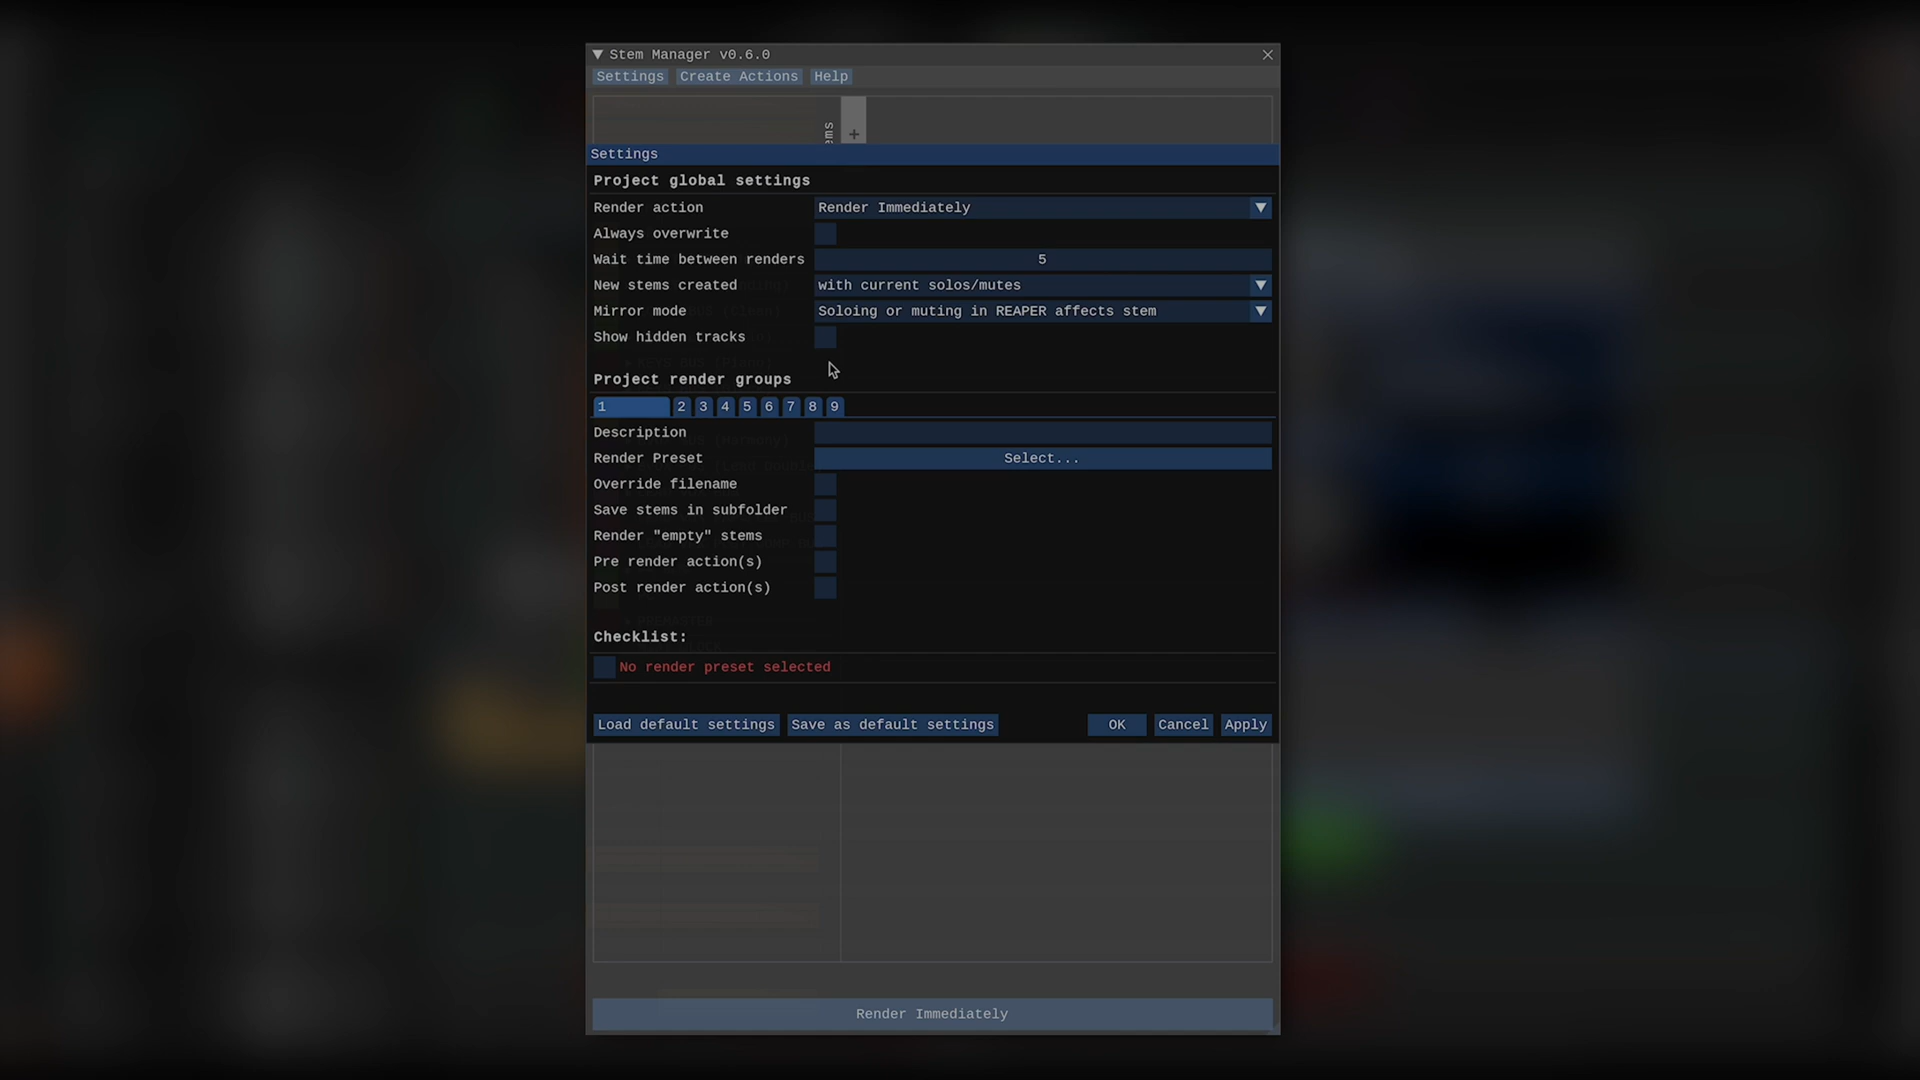 Stem Manager v0.6.0
Settings Create Actions Help
+
Settings
Project global settings
Render action Render Immediately
Always overwrite
Wait time between renders 5
New stems created with current solos/mutes
Mirror mode Soloing or muting in REAPER affects stem
Show hidden tracks
Project render groups
1 2 3 4 5 6 7 8 9
Description
Render Preset Select...
Override filename
Save stems in subfolder
Render "empty" stems
Pre render action(s)
Post render action(s)
Checklist:
No render preset selected
Load default settings Save as default settings OK Cancel Apply
Render Immediately